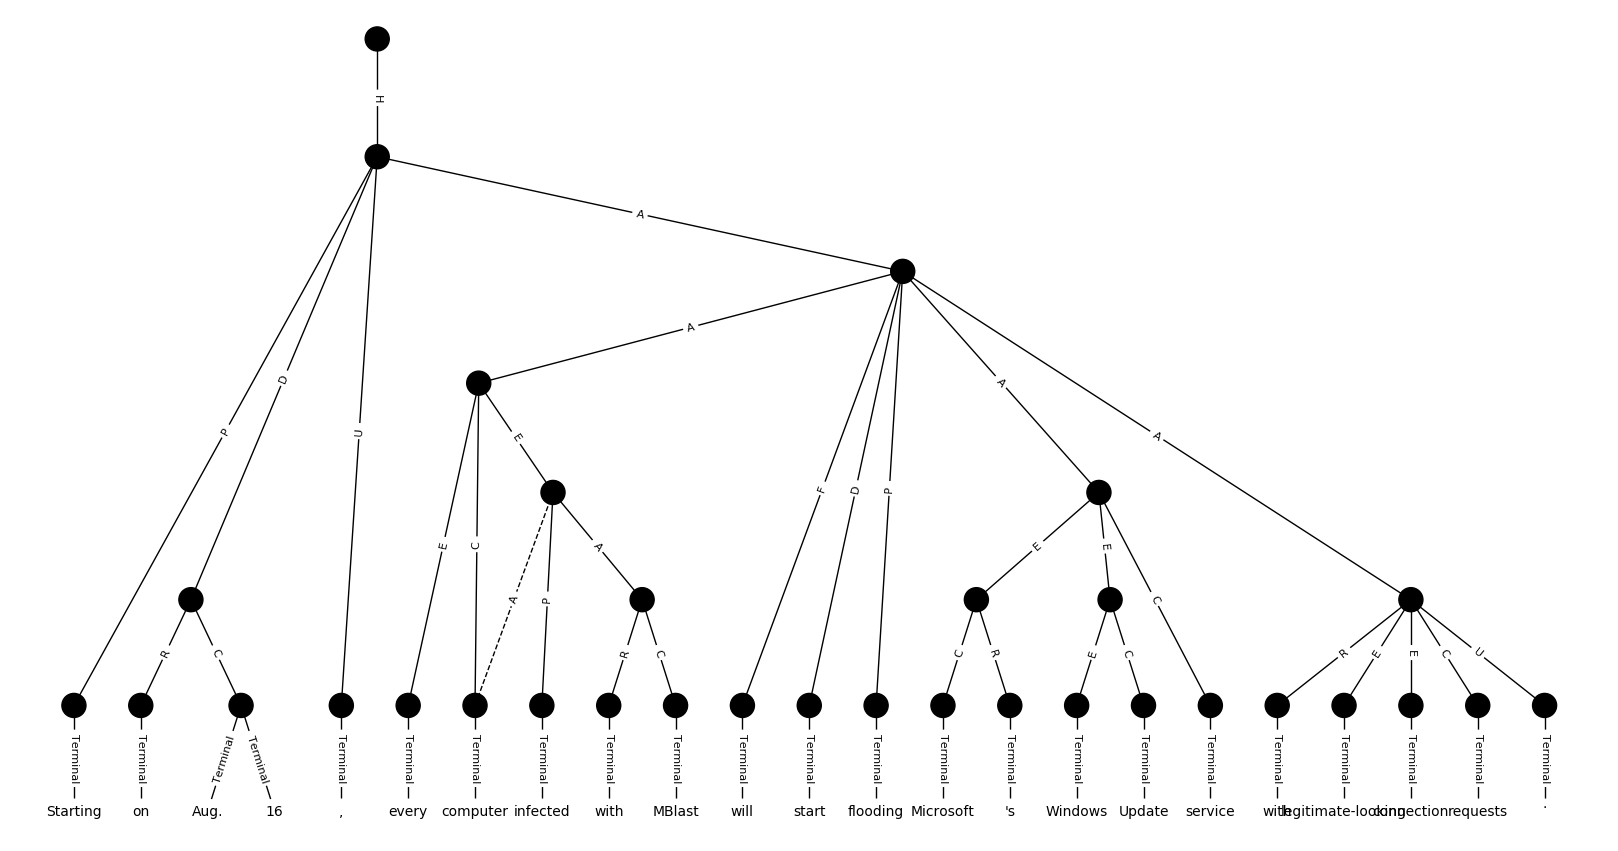 H
A
A
D
A
P
U
A
E
F
D
P
A
E
C
A
P
E
E
C
R
C
R
C
C
R
E
C
R
E
E
C
U
Terminal Terminal Terminal Terminal Terminal Terminal Terminal Terminal Terminal Terminal Terminal Terminal Terminal Terminal Terminal Terminal Terminal Terminal Terminal Terminal Terminal Terminal Terminal
Starting on Aug. 16 , every computer infected with MBlast will start flooding Microsoft 's Windows Update service with legitimate-looking connection requests .